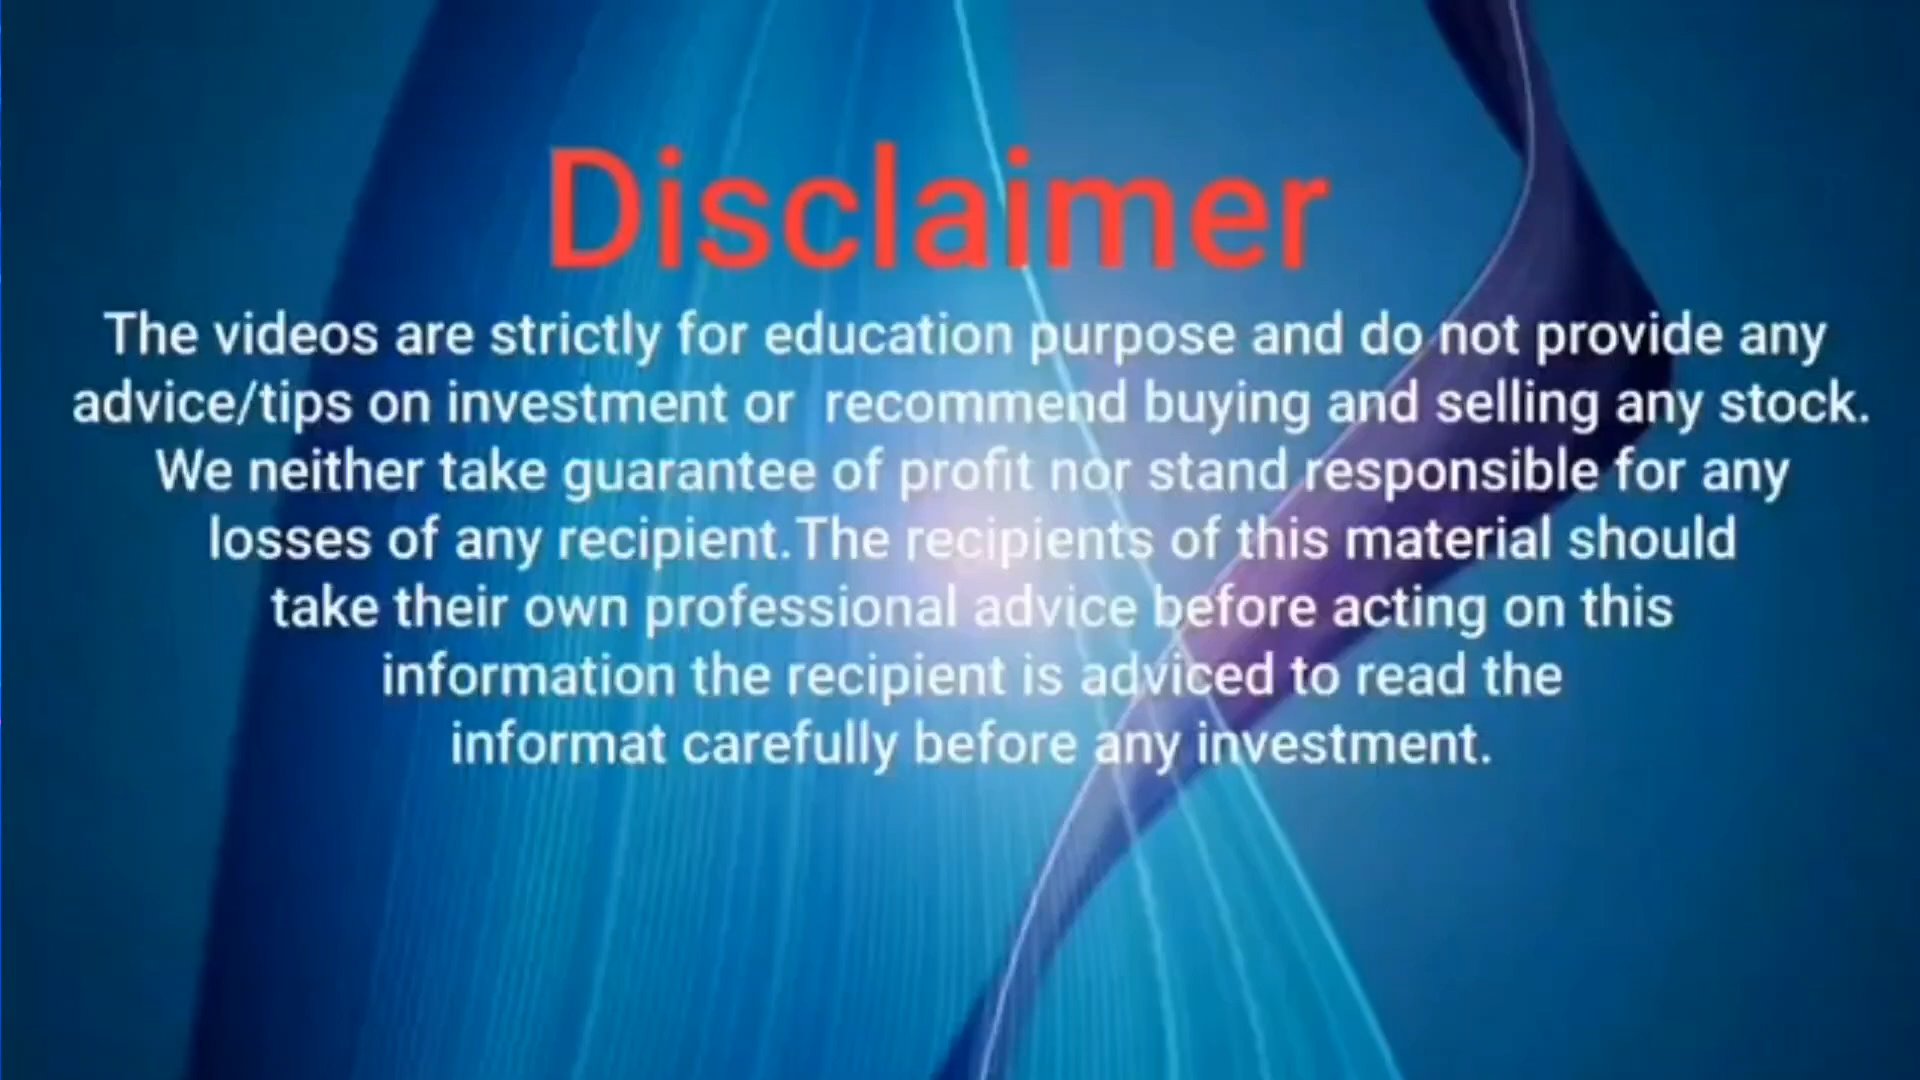 Disclaimer
The videos are strictly for education purpose and do not provide any
advice/tips on investment or  recommend buying and selling any stock.
We neither take guarantee of profit nor stand responsible for any
losses of any recipient.The recipients of this material should
take their own professional advice before acting on this
information the recipient is adviced to read the
informat carefully before any investment.